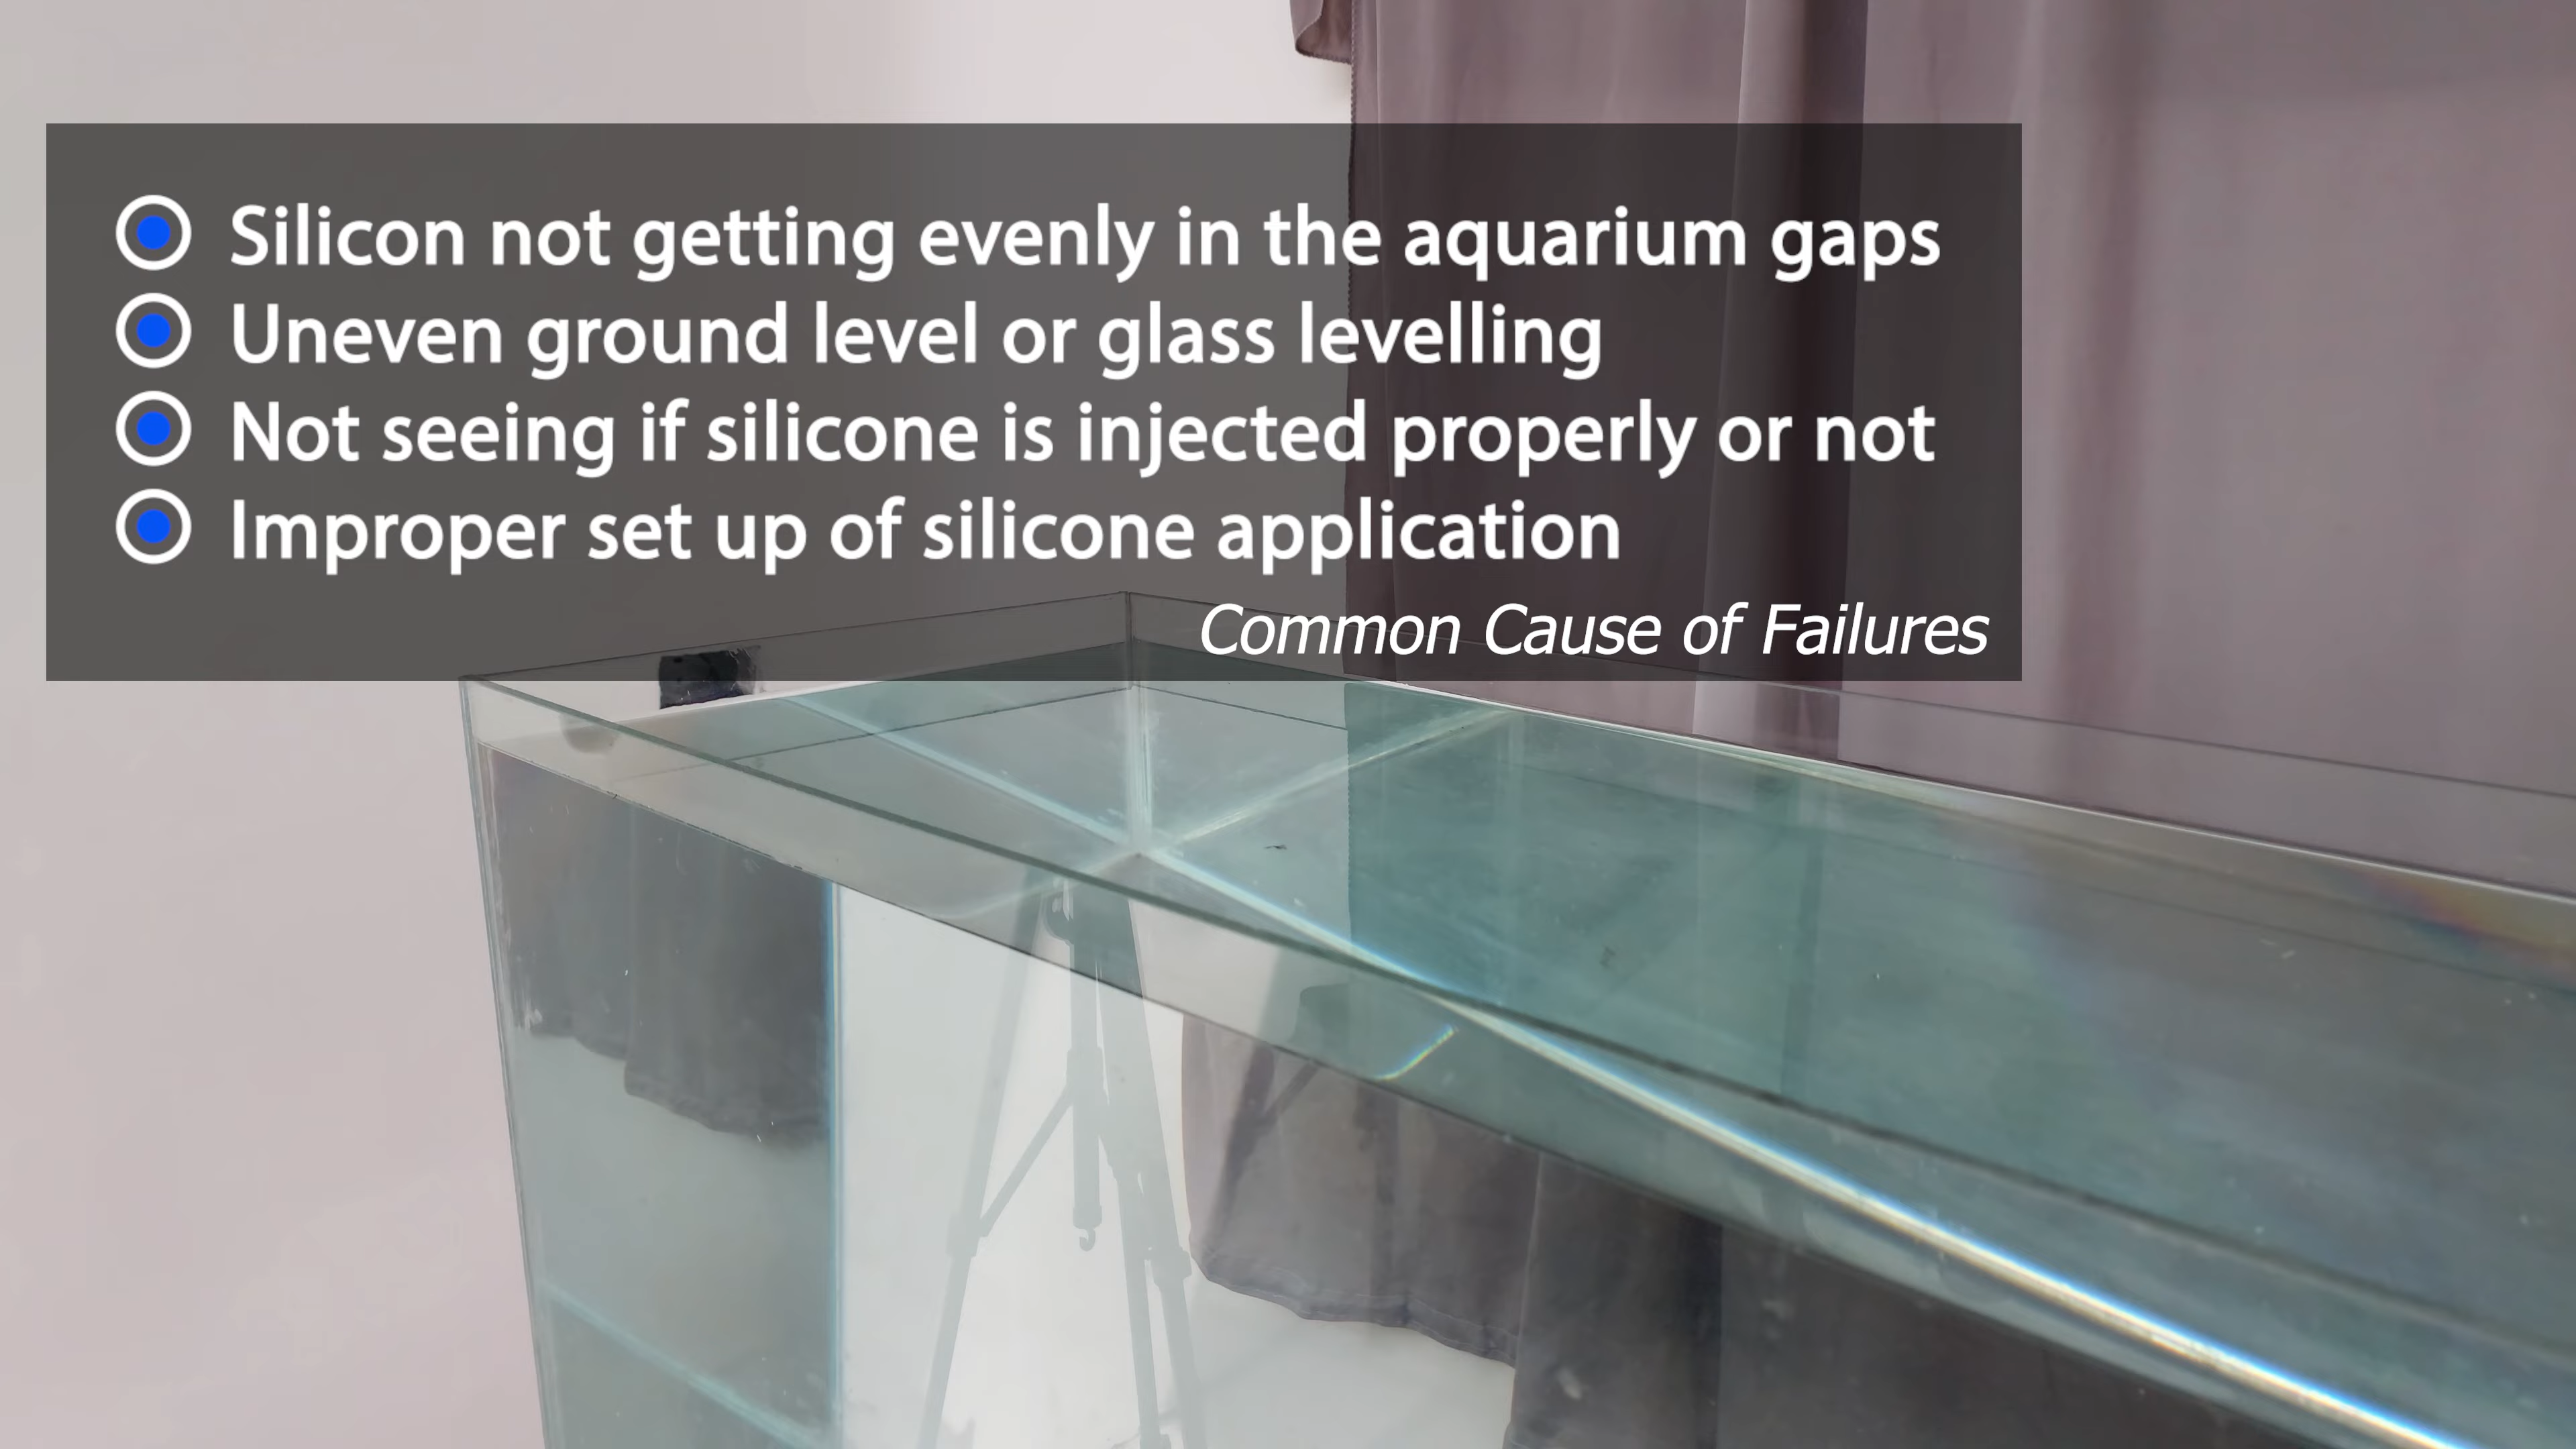 Silicon not getting evenly in the aquarium gaps
Uneven ground level or glass levelling
Not seeing if silicone is injected properly or not
Improper set up of silicone application
Common Cause of Failures